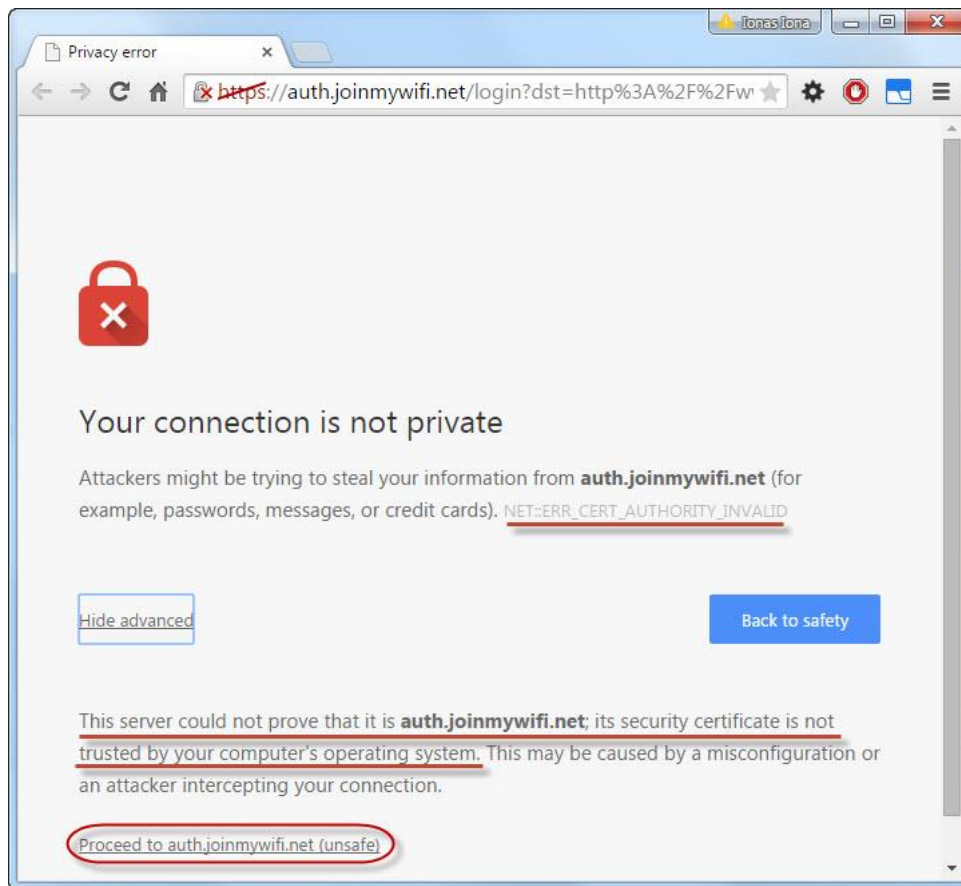 Ionas Iona
Privacy error
https://auth.joinmywifi.net/login?dst=http%3A%2F%2Fw
Your connection is not private
Attackers might be trying to steal your information from auth.joinmywifi.net (for
example, passwords, messages, or credit cards). NET::ERR_CERT_AUTHORITY_INVALID
Hide advanced
Back to safety
This server could not prove that it is auth.joinmywifi.net; its security certificate is not
trusted by your computer's operating system. This may be caused by a misconfiguration or
an attacker intercepting your connection.
Proceed to auth.joinmywifi.net (unsafe)